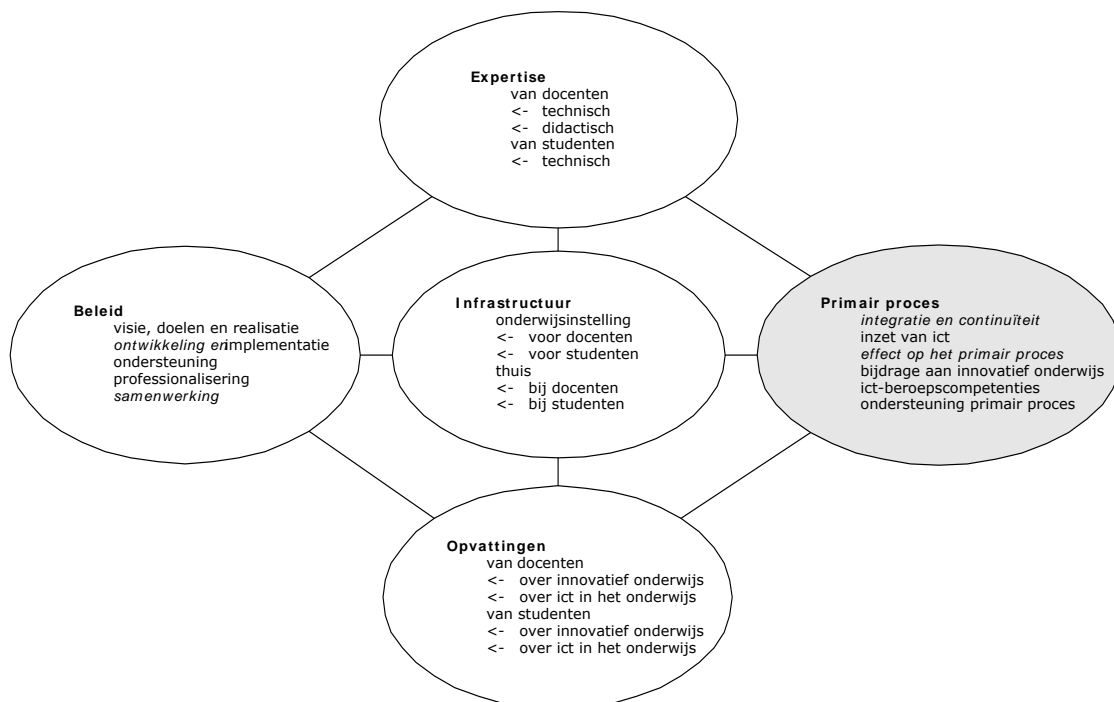 Expertise
van docenten
<- technisch
<- didactisch
van studenten
<- technisch
Beleid
visie, doelen en realisatie
ontwikkeling en implementatie
ondersteuning
professionalisering
samenwerking
Infrastructuur
onderwijsinstelling
<- voor docenten
<- voor studenten
thuis
<- bij docenten
<- bij studenten
Primair proces
integratie en continuïteit
inzet van ict
effect op het primair proces
bijdrage aan innovatief onderwijs
ict-beroepscompetenties
ondersteuning primair proces
Opvattingen
van docenten
<- over innovatief onderwijs
<- over ict in het onderwijs
van studenten
<- over innovatief onderwijs
<- over ict in het onderwijs